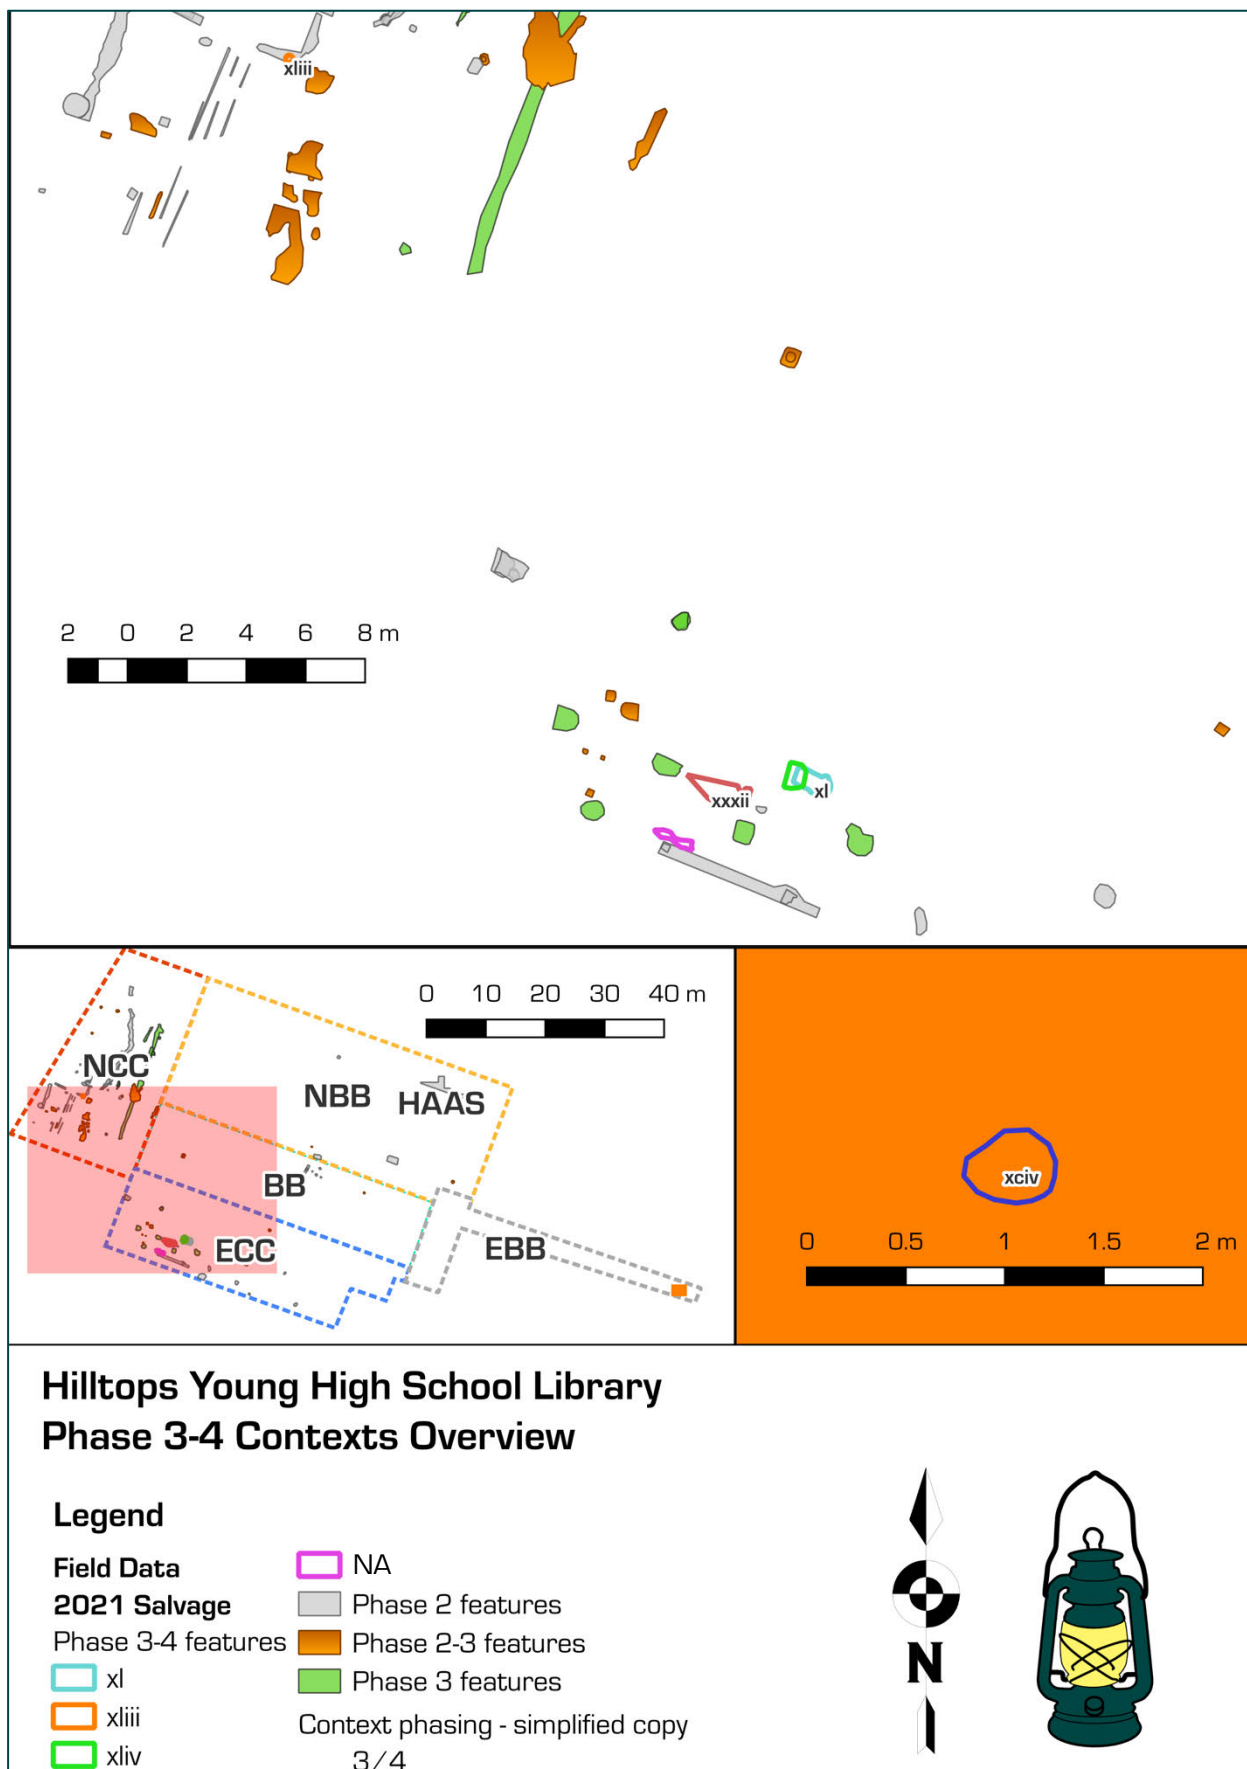 xliii
2 0 2 4 6 8 m
xxxii
xl
0 10 20 30 40 m
NCC
NBB
HAAS
BB
ECC
EBB
xciv
0 0.5 1 1.5 2 m
Hilltops Young High School Library
Phase 3-4 Contexts Overview
Legend
Field Data
2021 Salvage
Phase 3-4 features
xl
xliii
xliv
NA
Phase 2 features
Phase 2-3 features
Phase 3 features
Context phasing - simplified copy
3/4
N